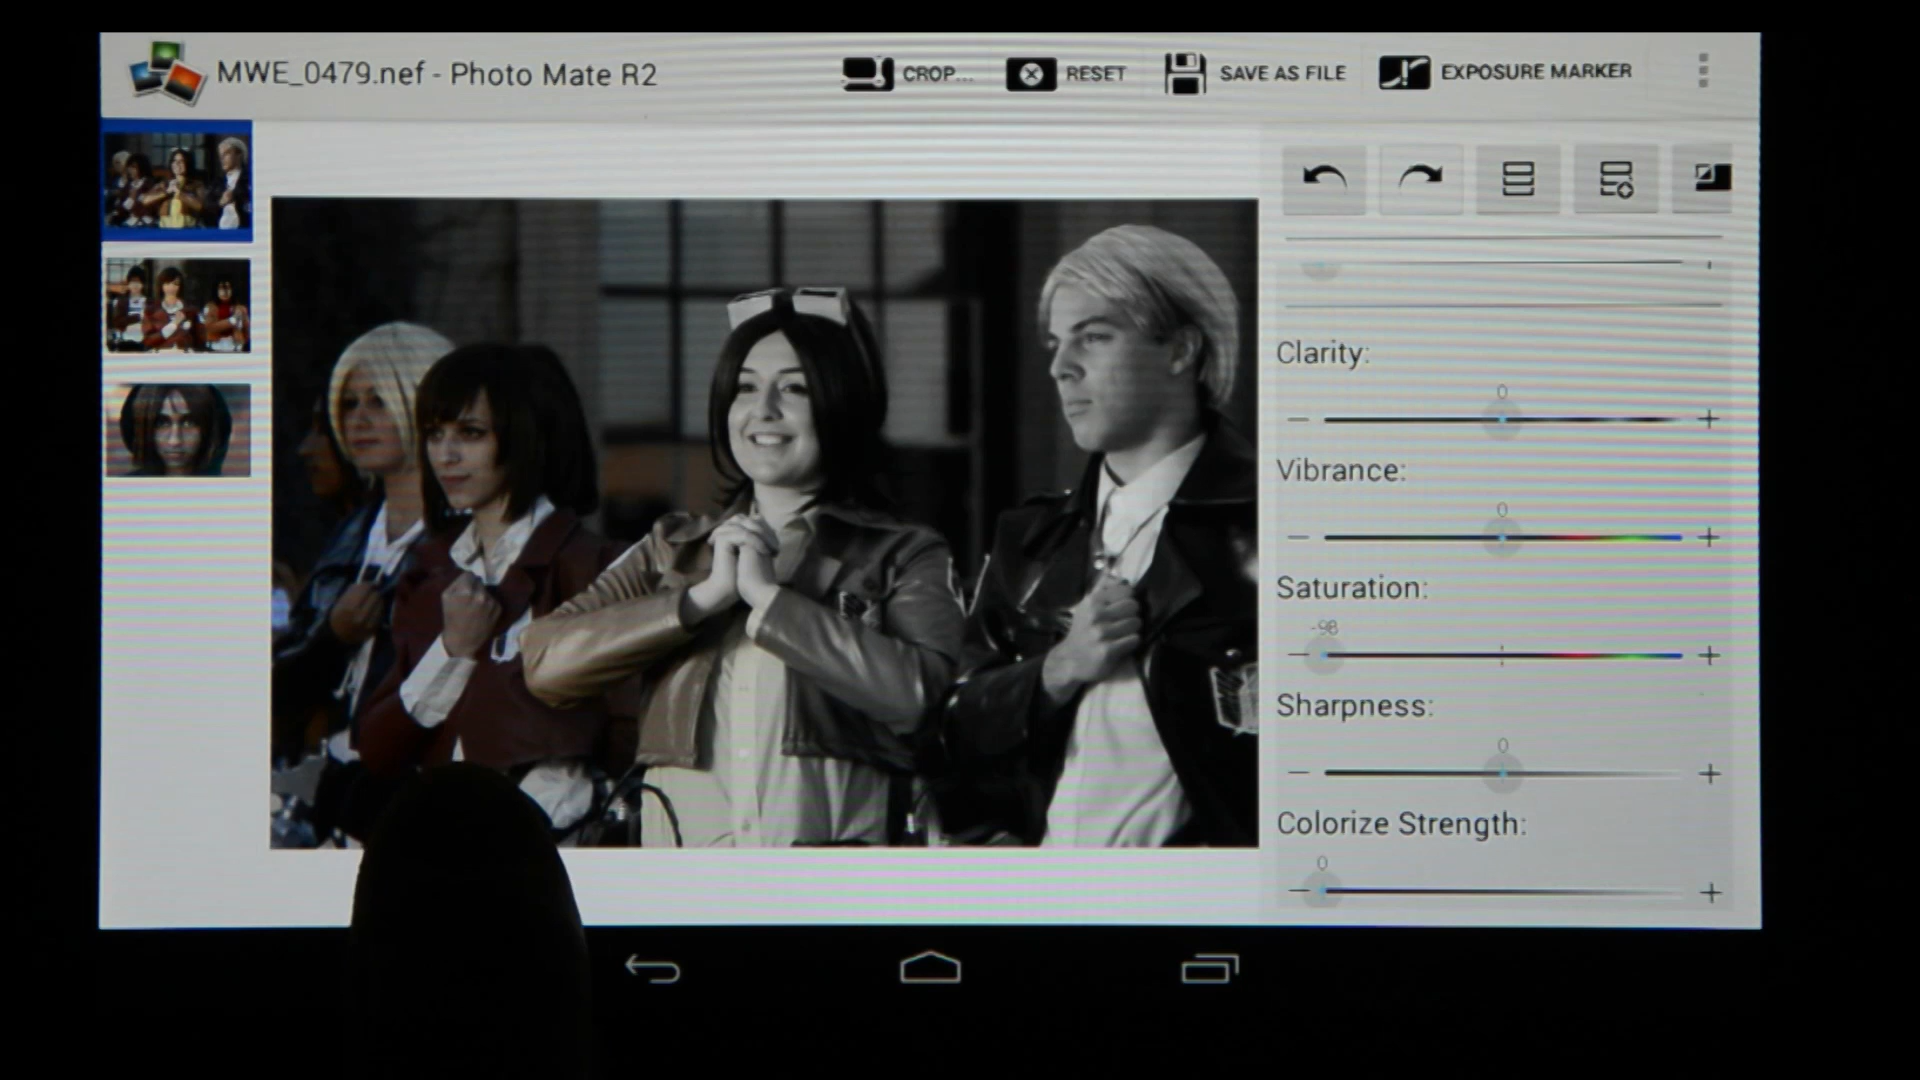 MWE_0479.nef - Photo Mate R2
CROP...
RESET
SAVE AS FILE
EXPOSURE MARKER
Clarity:
0
Vibrance:
0
Saturation:
-98
Sharpness:
0
Colorize Strength:
0